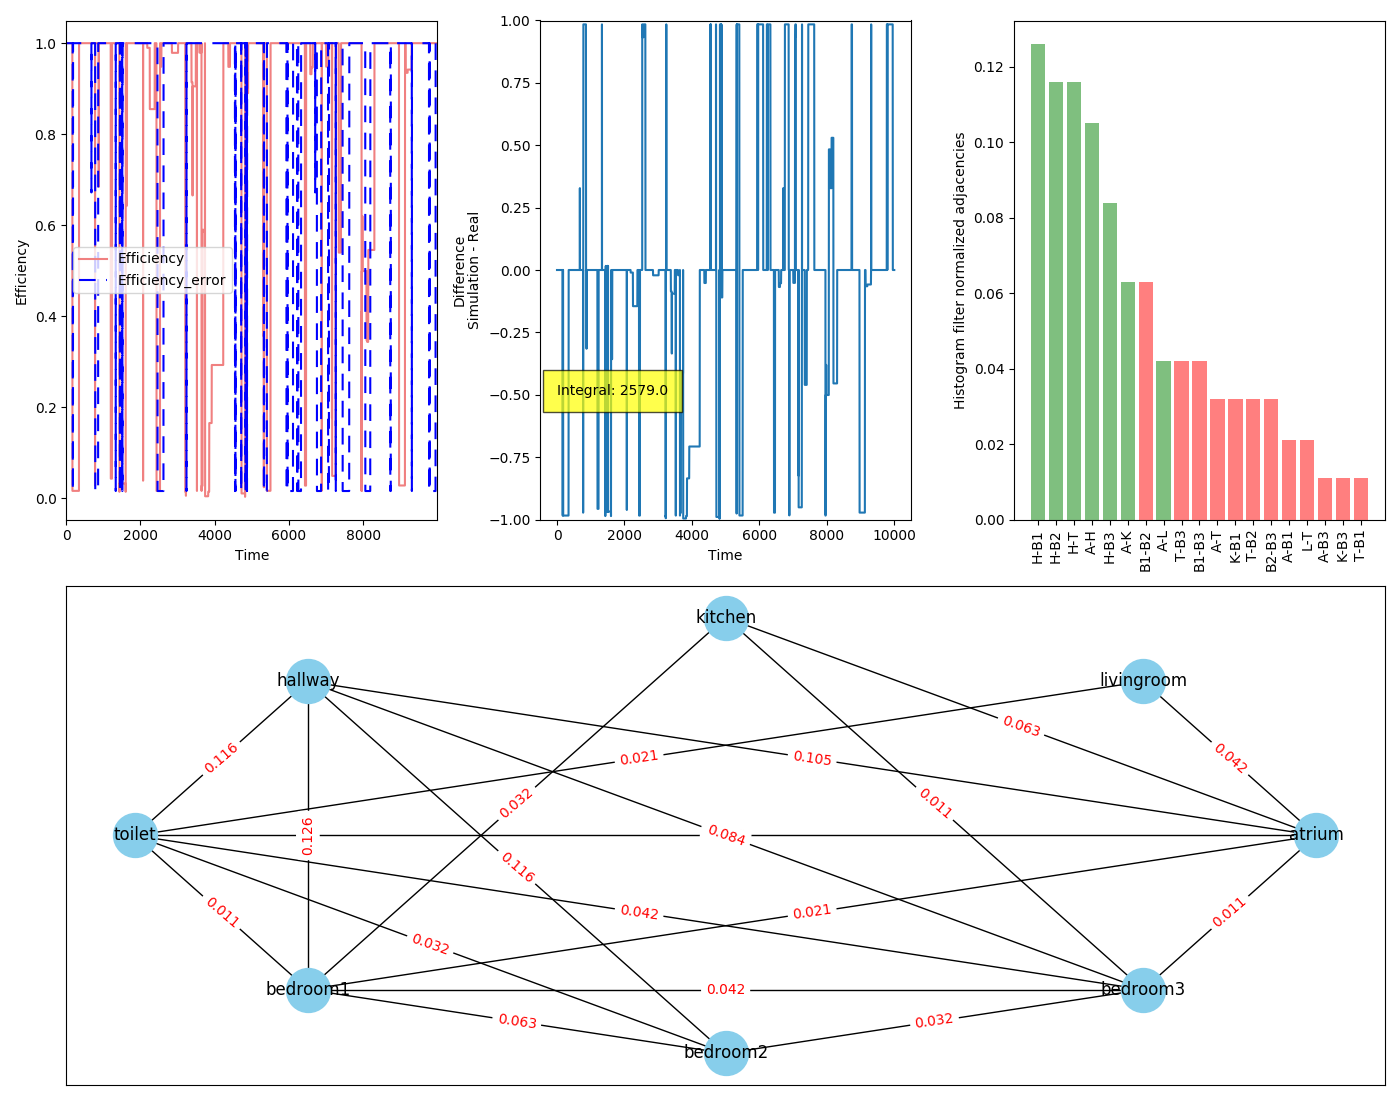 1.0
0.8
0.6
0.4
0.2
0.0
Efficiency
Efficiency
Efficiency_error
0
2000
4000
6000
8000
Time
1.00
0.75
0.50
0.25
0.00
−0.25
−0.50
−0.75
−1.00
Difference
Simulation - Real
Integral: 2579.0
0
2000
4000
6000
8000
10000
Time
0.12
0.10
0.08
0.06
0.04
0.02
0.00
Histogram filter normalized adjacencies
H-B1
H-B2
H-T
A-H
H-B3
A-K
B1-B2
A-L
T-B3
B1-B3
A-T
K-B1
T-B2
B2-B3
A-B1
L-T
A-B3
K-B3
T-B1
kitchen
hallway
livingroom
0.063
0.116
0.021
0.105
0.042
0.032
0.011
toilet
0.126
0.084
atrium
0.116
0.011
0.042
0.021
0.011
0.032
bedroom1
0.042
bedroom3
0.063
0.032
bedroom2